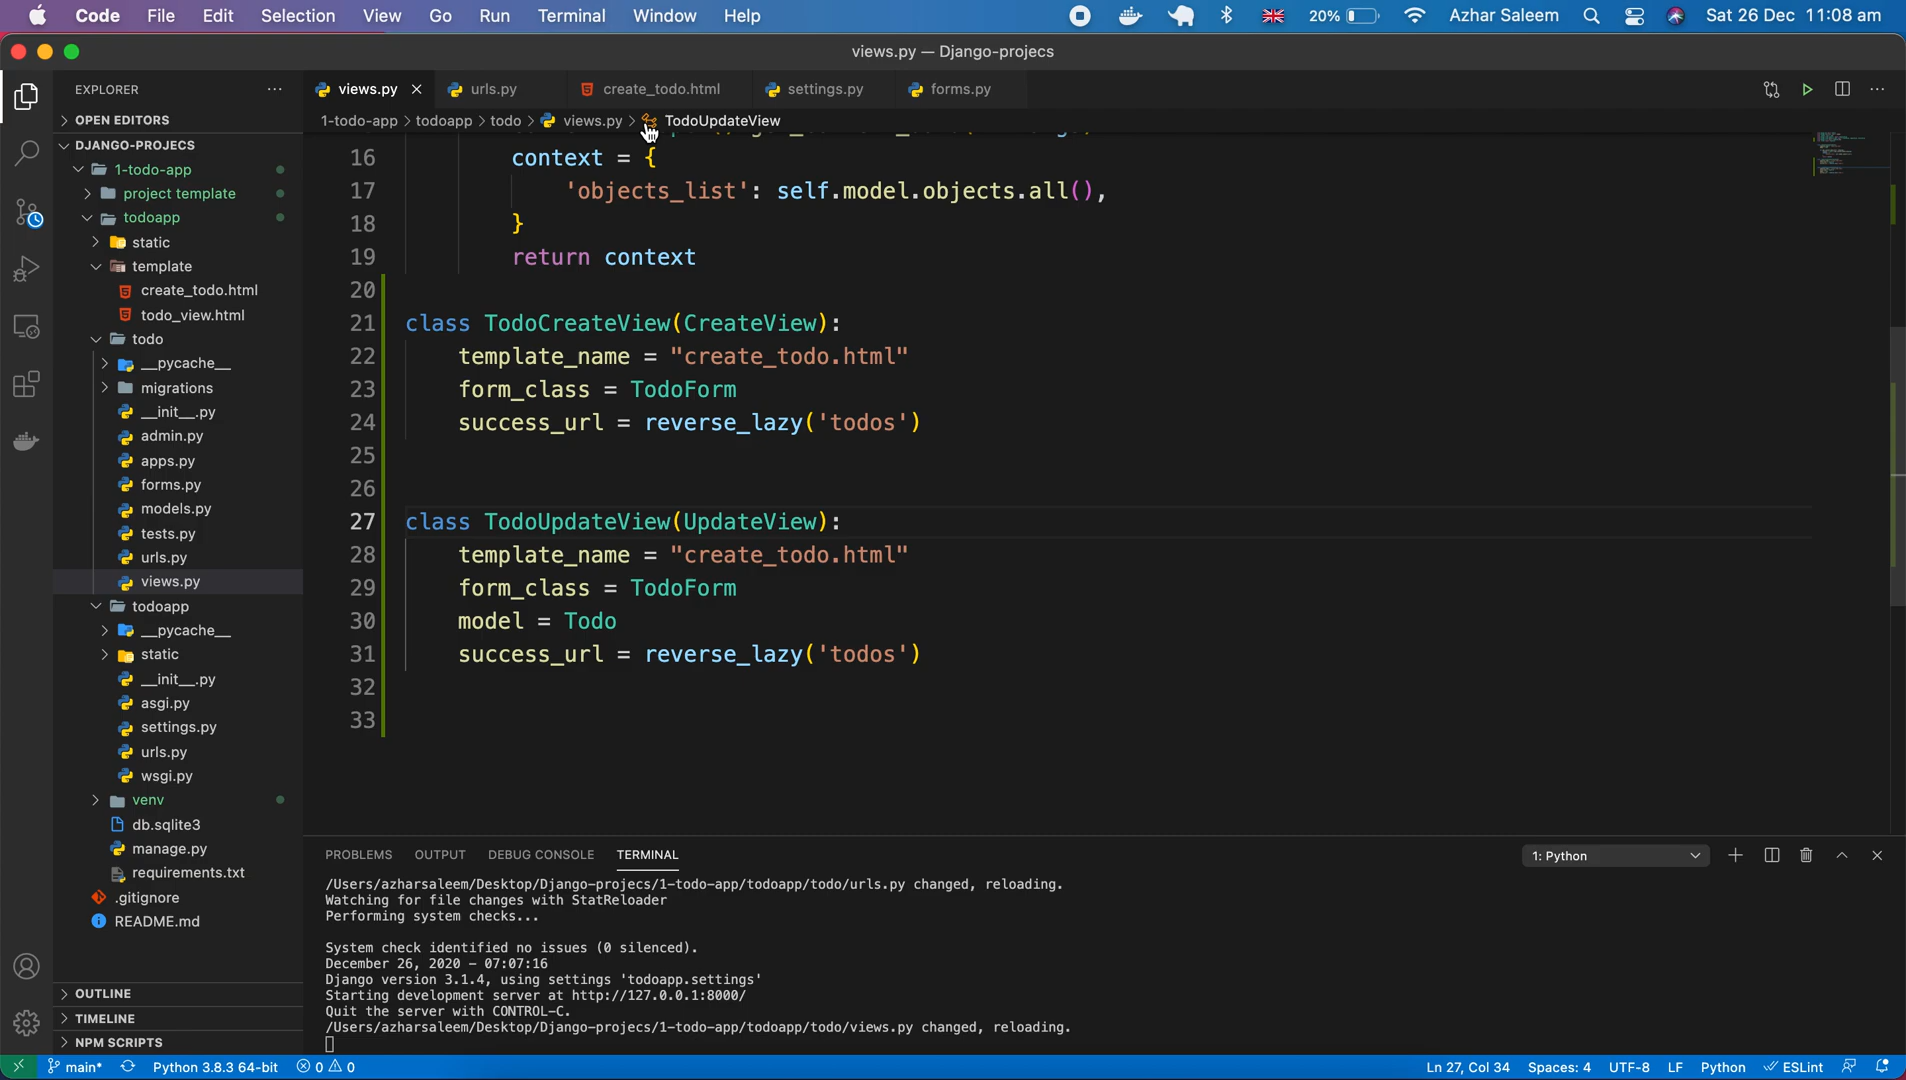 Code File Edit Selection View Go Run Terminal Window Help 20% Azhar Saleem Sat 26 Dec 11:08 am
views.py — Django-projecs
EXPLORER
views.py urls.py create_todo.html settings.py forms.py
OPEN EDITORS
1-todo-app > todoapp > todo > views.py > TodoUpdateView
DJANGO-PROJECS
1-todo-app
project template
todoapp
static
template
create_todo.html
todo_view.html
todo
__pycache__
migrations
__init__.py
admin.py
apps.py
forms.py
models.py
tests.py
urls.py
views.py
todoapp
__pycache__
static
__init__.py
asgi.py
settings.py
urls.py
wsgi.py
venv
db.sqlite3
manage.py
requirements.txt
.gitignore
README.md
OUTLINE
TIMELINE
NPM SCRIPTS
16 context = {
17 'objects_list': self.model.objects.all(),
18 }
19 return context
20
21 class TodoCreateView(CreateView):
22 template_name = "create_todo.html"
23 form_class = TodoForm
24 success_url = reverse_lazy('todos')
25
26
27 class TodoUpdateView(UpdateView):
28 template_name = "create_todo.html"
29 form_class = TodoForm
30 model = Todo
31 success_url = reverse_lazy('todos')
32
33
PROBLEMS OUTPUT DEBUG CONSOLE TERMINAL 1: Python
/Users/azharsaleem/Desktop/Django-projecs/1-todo-app/todoapp/todo/urls.py changed, reloading.
Watching for file changes with StatReloader
Performing system checks...
System check identified no issues (0 silenced).
December 26, 2020 - 07:07:16
Django version 3.1.4, using settings 'todoapp.settings'
Starting development server at http://127.0.0.1:8000/
Quit the server with CONTROL-C.
/Users/azharsaleem/Desktop/Django-projecs/1-todo-app/todoapp/todo/views.py changed, reloading.
main* Python 3.8.3 64-bit 0 0 Ln 27, Col 34 Spaces: 4 UTF-8 LF Python ESLint